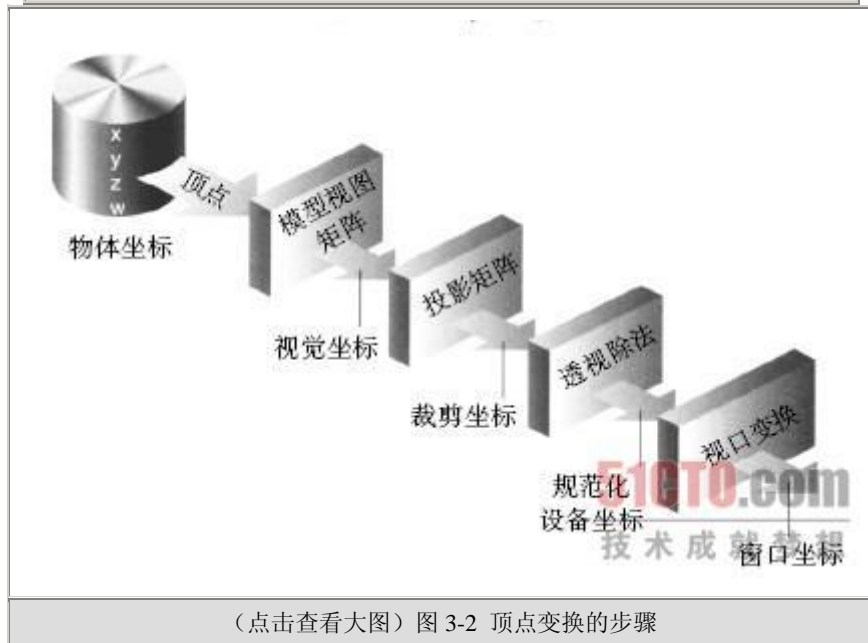 x
y
z
w
顶点
物体坐标
模型视图
矩阵
视觉坐标
投影矩阵
裁剪坐标
透视除法
规范化
设备坐标
视口变换
窗口坐标
51CTO.com
技术成就梦想
（点击查看大图）图 3-2 顶点变换的步骤